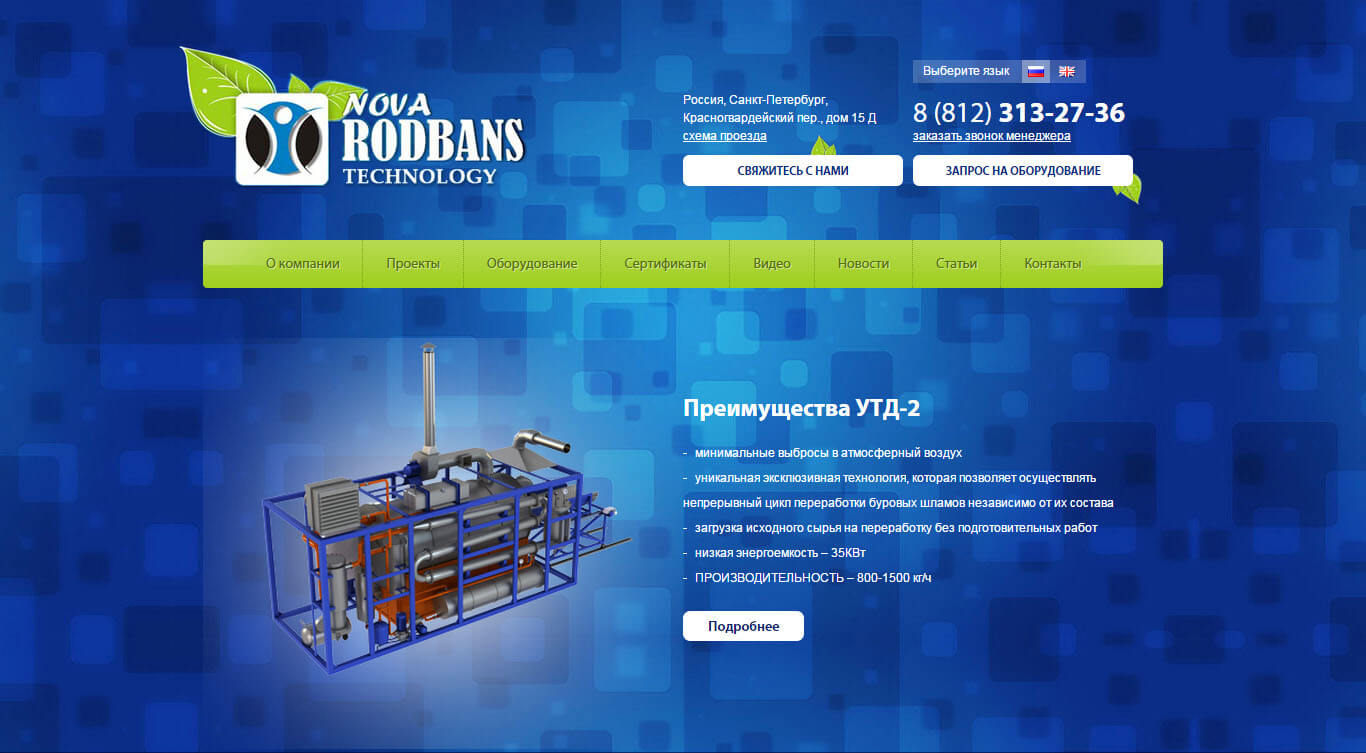 Выберите язык
NOVA
RODBANS
TECHNOLOGY
Россия, Санкт-Петербург,
Красногвардейский пер., дом 15 Д
схема проезда
8 (812) 313-27-36
заказать звонок менеджера
СВЯЖИТЕСЬ С НАМИ
ЗАПРОС НА ОБОРУДОВАНИЕ
О компании
Проекты
Оборудование
Сертификаты
Видео
Новости
Статьи
Контакты
Преимущества УТД-2
- минимальные выбросы в атмосферный воздух
- уникальная эксклюзивная технология, которая позволяет осуществлять
непрерывный цикл переработки буровых шламов независимо от их состава
- загрузка исходного сырья на переработку без подготовительных работ
- низкая энергоемкость – 35КВт
- ПРОИЗВОДИТЕЛЬНОСТЬ – 800-1500 кг/ч
Подробнее